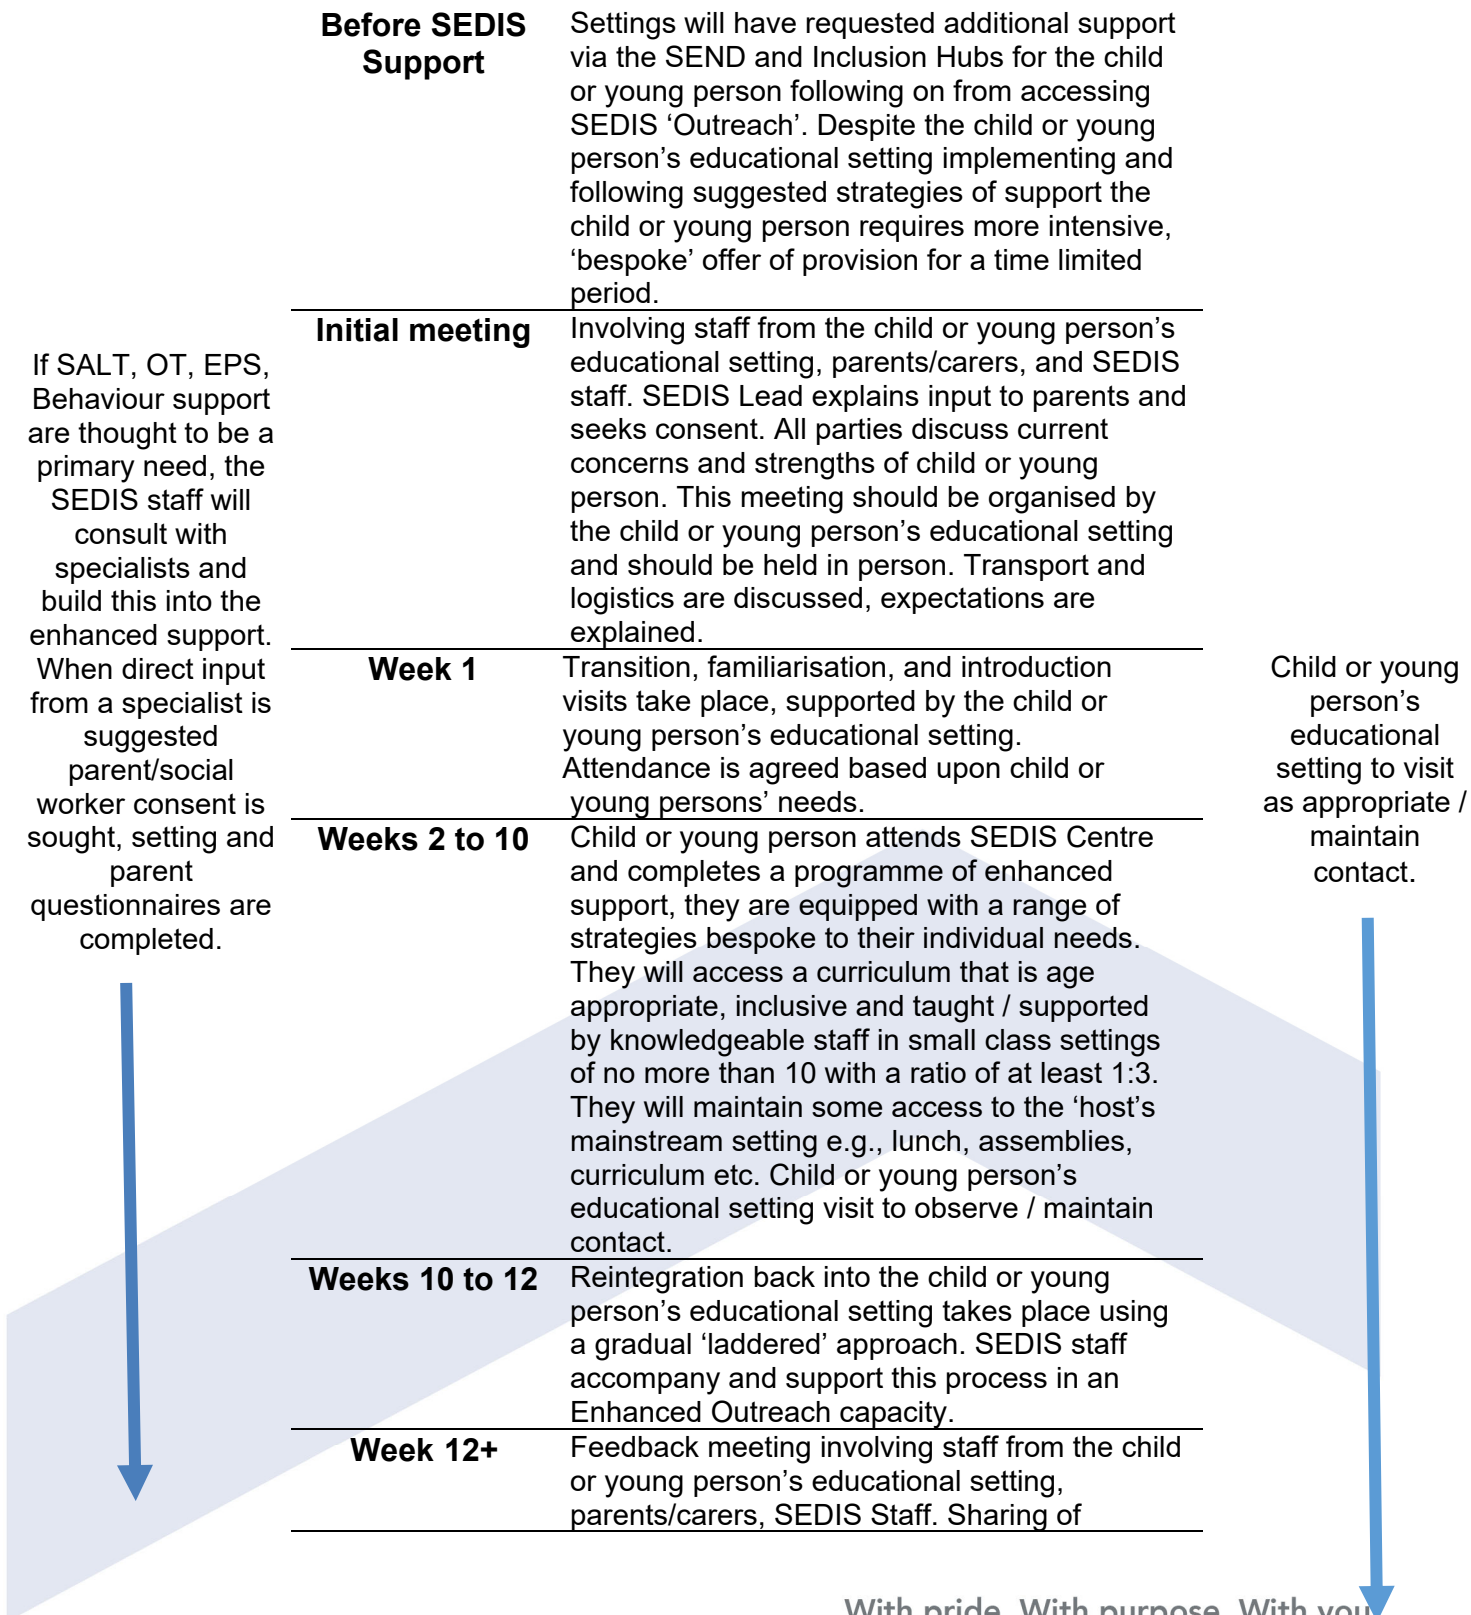 Before SEDIS
Support
Settings will have requested additional support
via the SEND and Inclusion Hubs for the child
or young person following on from accessing
SEDIS ‘Outreach’. Despite the child or young
person’s educational setting implementing and
following suggested strategies of support the
child or young person requires more intensive,
‘bespoke’ offer of provision for a time limited
period.
If SALT, OT, EPS,
Behaviour support
are thought to be a
primary need, the
SEDIS staff will
consult with
specialists and
build this into the
enhanced support.
When direct input
from a specialist is
suggested
parent/social
worker consent is
sought, setting and
parent
questionnaires are
completed.
Initial meeting
Involving staff from the child or young person’s
educational setting, parents/carers, and SEDIS
staff. SEDIS Lead explains input to parents and
seeks consent. All parties discuss current
concerns and strengths of child or young
person. This meeting should be organised by
the child or young person’s educational setting
and should be held in person. Transport and
logistics are discussed, expectations are
explained.
Week 1
Transition, familiarisation, and introduction
visits take place, supported by the child or
young person’s educational setting.
Attendance is agreed based upon child or
young persons’ needs.
Child or young
person’s
educational
setting to visit
as appropriate /
maintain
contact.
Weeks 2 to 10
Child or young person attends SEDIS Centre
and completes a programme of enhanced
support, they are equipped with a range of
strategies bespoke to their individual needs.
They will access a curriculum that is age
appropriate, inclusive and taught / supported
by knowledgeable staff in small class settings
of no more than 10 with a ratio of at least 1:3.
They will maintain some access to the ‘host’s
mainstream setting e.g., lunch, assemblies,
curriculum etc. Child or young person’s
educational setting visit to observe / maintain
contact.
Weeks 10 to 12
Reintegration back into the child or young
person’s educational setting takes place using
a gradual ‘laddered’ approach. SEDIS staff
accompany and support this process in an
Enhanced Outreach capacity.
Week 12+
Feedback meeting involving staff from the child
or young person’s educational setting,
parents/carers, SEDIS Staff. Sharing of
With pride. With purpose. With you